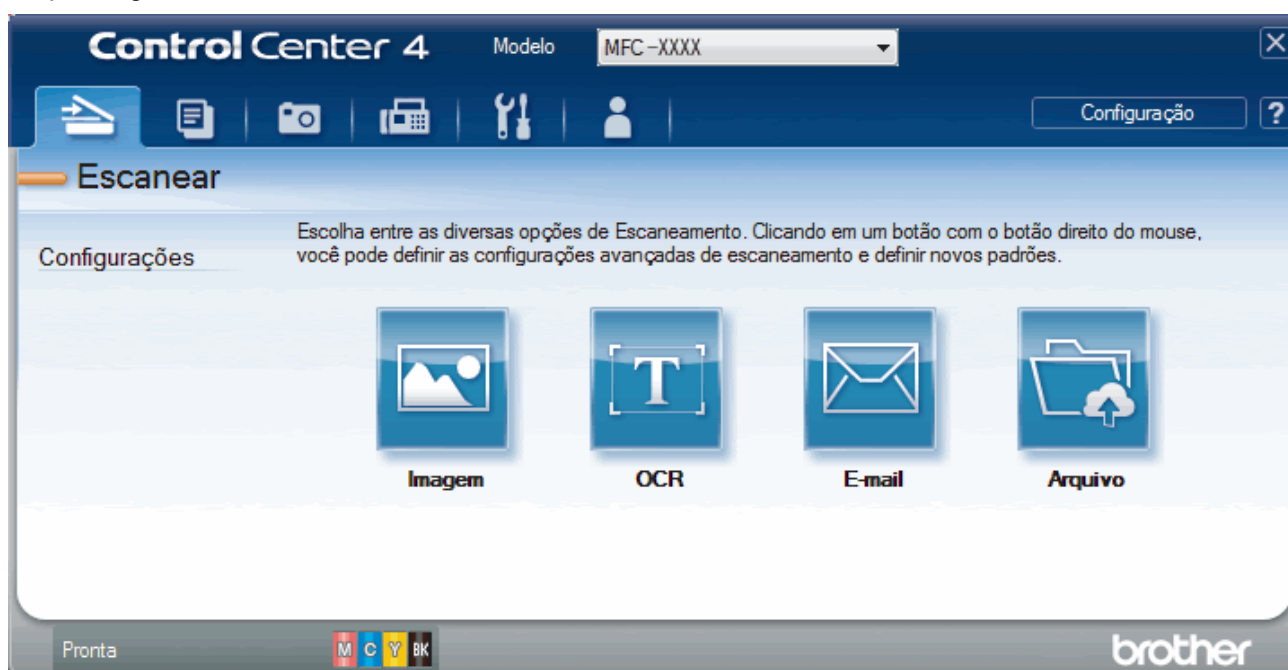 Control Center 4 Modelo MFC-XXXX
Configuração ?
Escanear
Configurações
Escolha entre as diversas opções de Escaneamento. Clicando em um botão com o botão direito do mouse,
você pode definir as configurações avançadas de escaneamento e definir novos padrões.
T
Imagem OCR E-mail Arquivo
Pronta M C Y BK brother